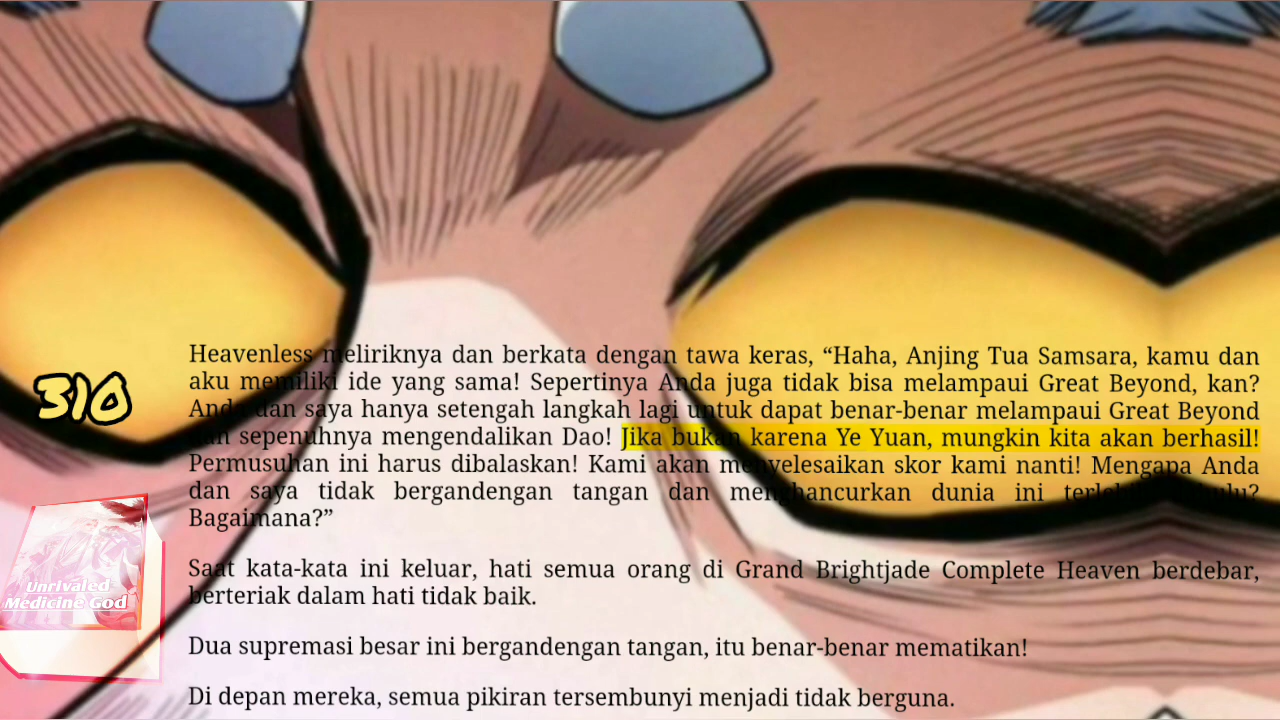 Heavenless meliriknya dan berkata dengan tawa keras, “Haha, Anjing Tua Samsara, kamu dan
aku memiliki ide yang sama! Sepertinya Anda juga tidak bisa melampaui Great Beyond, kan?
Anda dan saya hanya setengah langkah lagi untuk dapat benar-benar melampaui Great Beyond
dan sepenuhnya mengendalikan Dao! Jika bukan karena Ye Yuan, mungkin kita akan berhasil!
Permusuhan ini harus dibalaskan! Kami akan menyelesaikan skor kami nanti! Mengapa Anda
dan saya tidak bergandengan tangan dan menghancurkan dunia ini terlebih dahulu?
Bagaimana?”
310
Saat kata-kata ini keluar, hati semua orang di Grand Brightjade Complete Heaven berdebar,
berteriak dalam hati tidak baik.
Unrivaled
Medicine God
Dua supremasi besar ini bergandengan tangan, itu benar-benar mematikan!
Di depan mereka, semua pikiran tersembunyi menjadi tidak berguna.